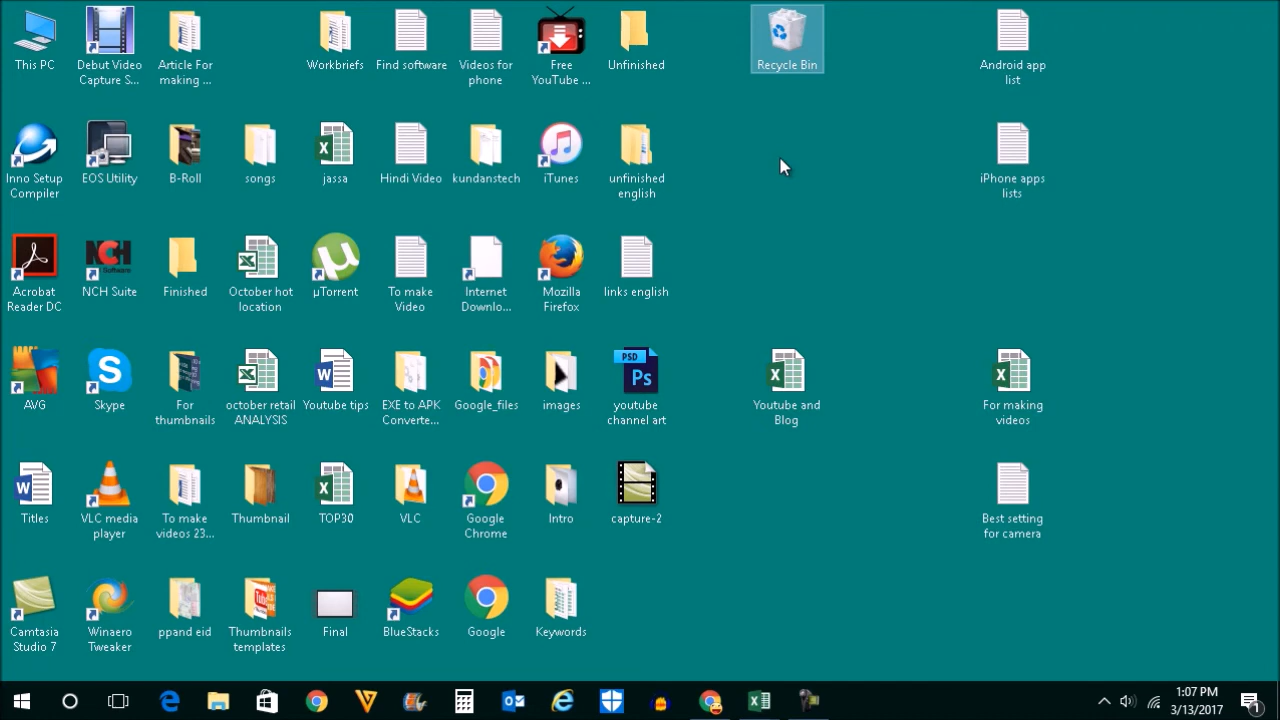 This PC
Debut Video
Capture S...
Article For
making ...
Workbriefs
Find software
Videos for
phone
Free
YouTube ...
Unfinished
Recycle Bin
Android app
list
Inno Setup
Compiler
EOS Utility
B-Roll
songs
jassa
Hindi Video
kundanstech
iTunes
unfinished
english
iPhone apps
lists
NCH
Software
Acrobat
Reader DC
NCH Suite
Finished
October hot
location
µTorrent
To make
Video
Internet
Downlo...
Mozilla
Firefox
links english
PSD
Ps
AVG
Skype
For
thumbnails
october retail
ANALYSIS
Youtube tips
EXE to APK
Converte...
Google_files
images
youtube
channel art
Youtube and
Blog
For making
videos
Titles
VLC media
player
To make
videos 23...
Thumbnail
TOP30
VLC
Google
Chrome
Intro
capture-2
Best setting
for camera
Camtasia
Studio 7
Winaero
Tweaker
ppand eid
Thumbnails
templates
Final
BlueStacks
Google
Keywords
1:07 PM
3/13/2017
1